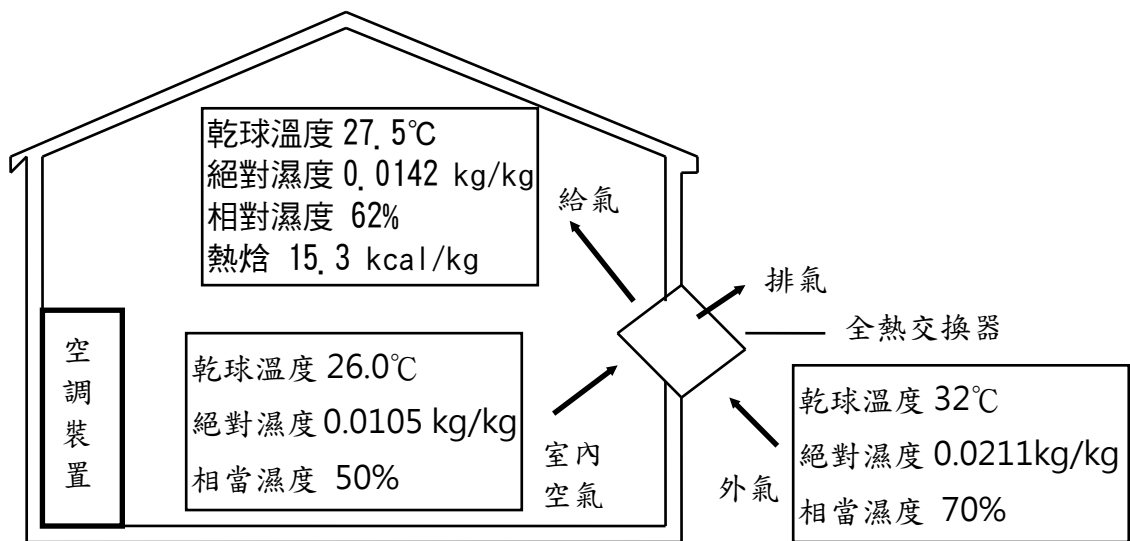 乾球溫度 27.5℃
絕對濕度 0.0142 kg/kg
相對濕度 62%
熱焓 15.3 kcal/kg
給氣
排氣
全熱交換器
空調裝置
乾球溫度 26.0℃
絕對濕度 0.0105 kg/kg
相當濕度 50%
室內
空氣
外氣
乾球溫度 32℃
絕對濕度 0.0211kg/kg
相當濕度 70%